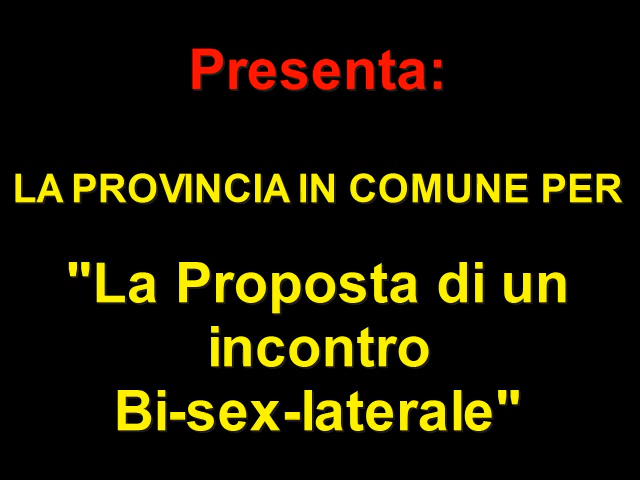 Presenta:
LA PROVINCIA IN COMUNE PER
"La Proposta di un
incontro
Bi-sex-laterale"